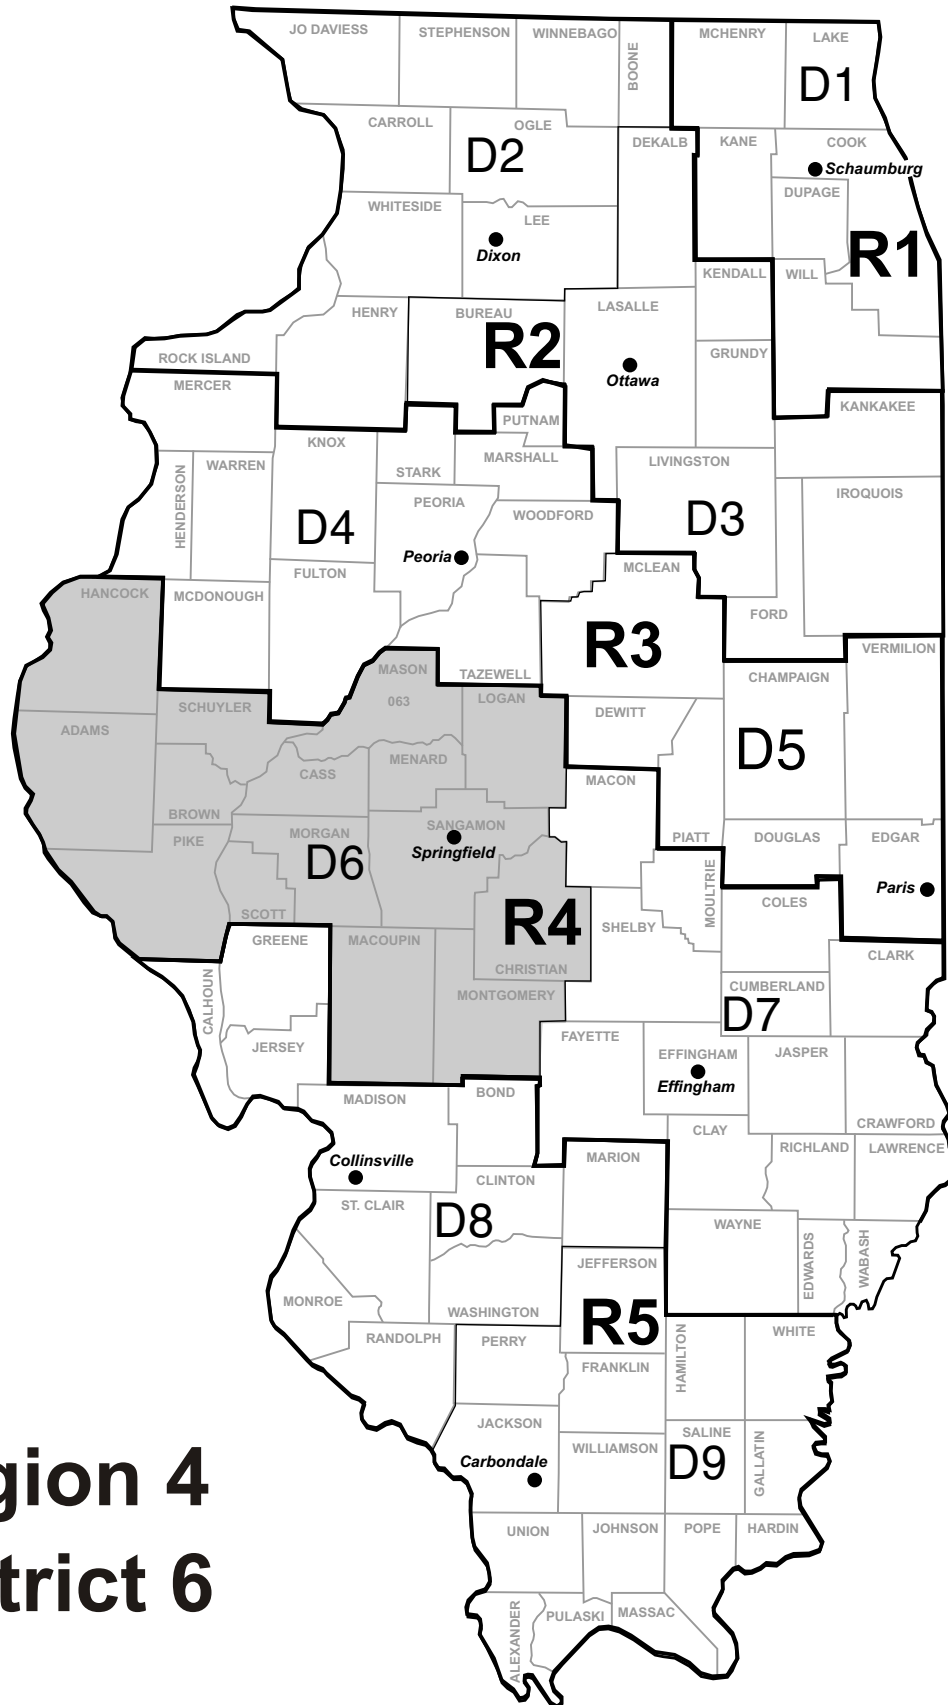 JO DAVIESS
STEPHENSON
WINNEBAGO
BOONE
MCHENRY
LAKE
D1
CARROLL
OGLE
D2
DEKALB
KANE
COOK
Schaumburg
DUPAGE
WHITESIDE
LEE
Dixon
R1
KENDALL
WILL
HENRY
BUREAU
R2
LASALLE
Ottawa
GRUNDY
ROCK ISLAND
MERCER
KANKAKEE
PUTNAM
KNOX
STARK
MARSHALL
LIVINGSTON
HENDERSON
WARREN
IROQUOIS
PEORIA
WOODFORD
D4
D3
Peoria
FULTON
MCLEAN
HANCOCK
MCDONOUGH
FORD
R3
VERMILION
MASON
TAZEWELL
CHAMPAIGN
063
LOGAN
SCHUYLER
DEWITT
ADAMS
D5
MENARD
CASS
MACON
BROWN
PIKE
MORGAN
SANGAMON
Springfield
D6
PIATT
DOUGLAS
EDGAR
Paris
MOULTRIE
COLES
SCOTT
R4
SHELBY
GREENE
MACOUPIN
CLARK
CHRISTIAN
CUMBERLAND
MONTGOMERY
CALHOUN
D7
FAYETTE
JERSEY
EFFINGHAM
JASPER
Effingham
MADISON
BOND
CRAWFORD
CLAY
RICHLAND
LAWRENCE
Collinsville
MARION
CLINTON
ST. CLAIR
D8
WAYNE
EDWARDS
WABASH
JEFFERSON
MONROE
WASHINGTON
R5
RANDOLPH
PERRY
HAMILTON
WHITE
FRANKLIN
JACKSON
WILLIAMSON
SALINE
GALLATIN
Carbondale
D9
gion 4
UNION
JOHNSON
POPE
HARDIN
trict 6
ALEXANDER
PULASKI
MASSAC